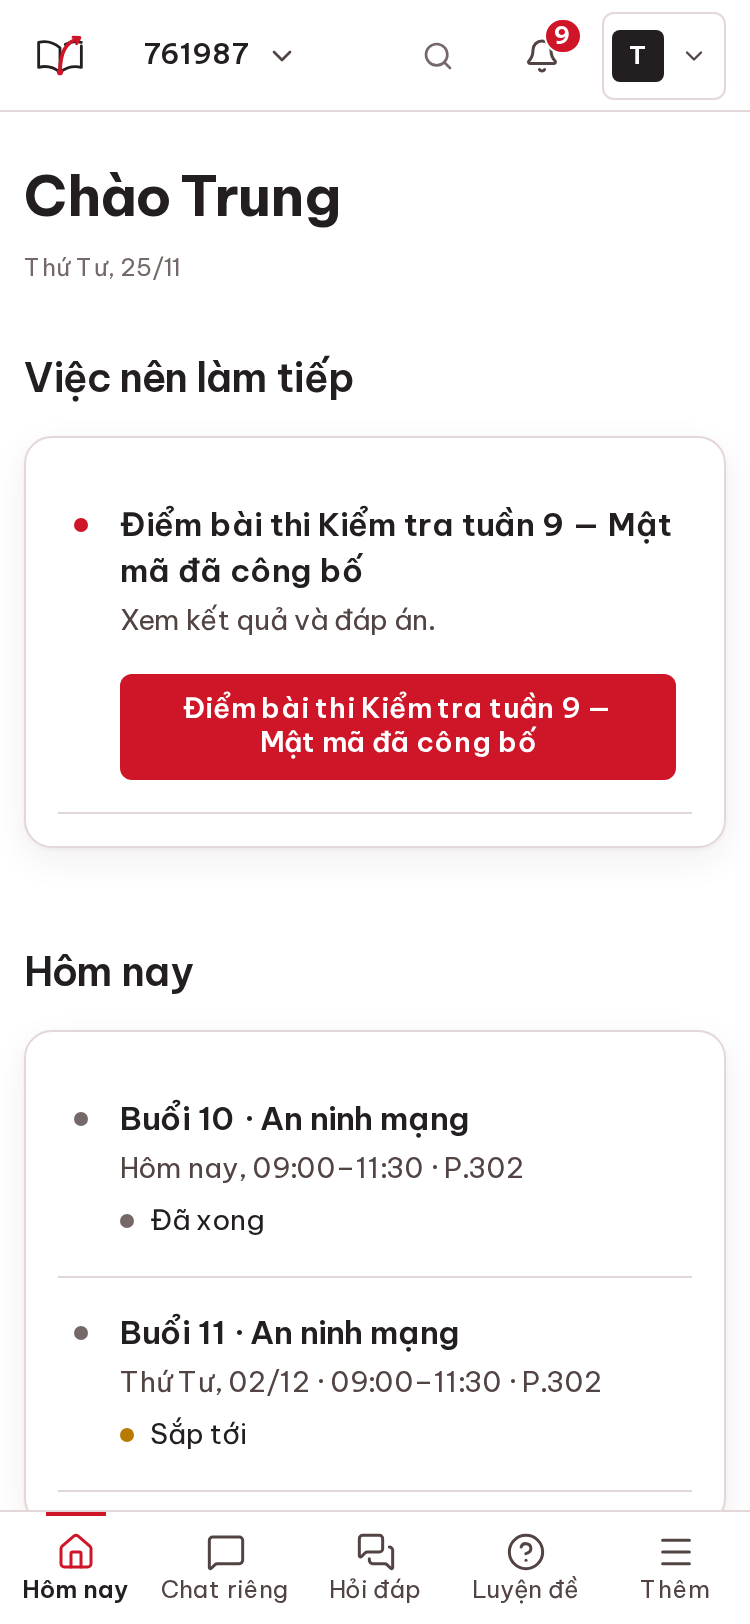 761987
9
T
Chào Trung
Thứ Tư, 25/11
Việc nên làm tiếp
Điểm bài thi Kiểm tra tuần 9 — Mật
mã đã công bố
Xem kết quả và đáp án.
Điểm bài thi Kiểm tra tuần 9 —
Mật mã đã công bố
Hôm nay
Buổi 10 · An ninh mạng
Hôm nay, 09:00–11:30 · P.302
Đã xong
Buổi 11 · An ninh mạng
Thứ Tư, 02/12 · 09:00–11:30 · P.302
Sắp tới
Hôm nay
Chat riêng
Hỏi đáp
Luyện đề
Thêm